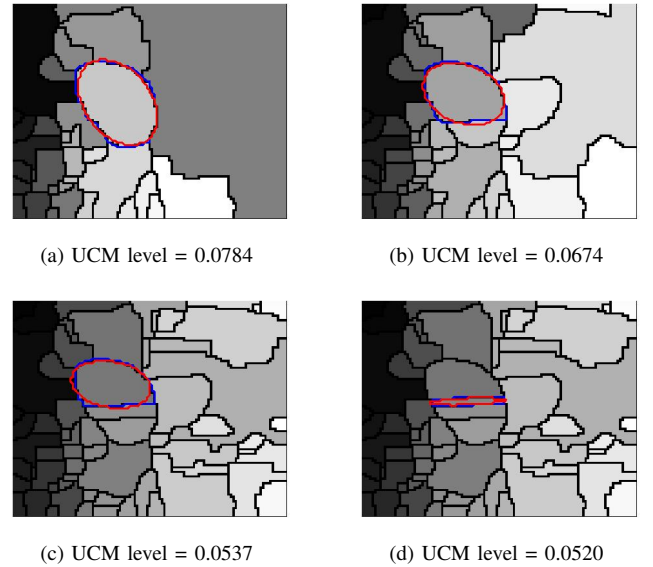 (a) UCM level = 0.0784
(b) UCM level = 0.0674
(c) UCM level = 0.0537
(d) UCM level = 0.0520